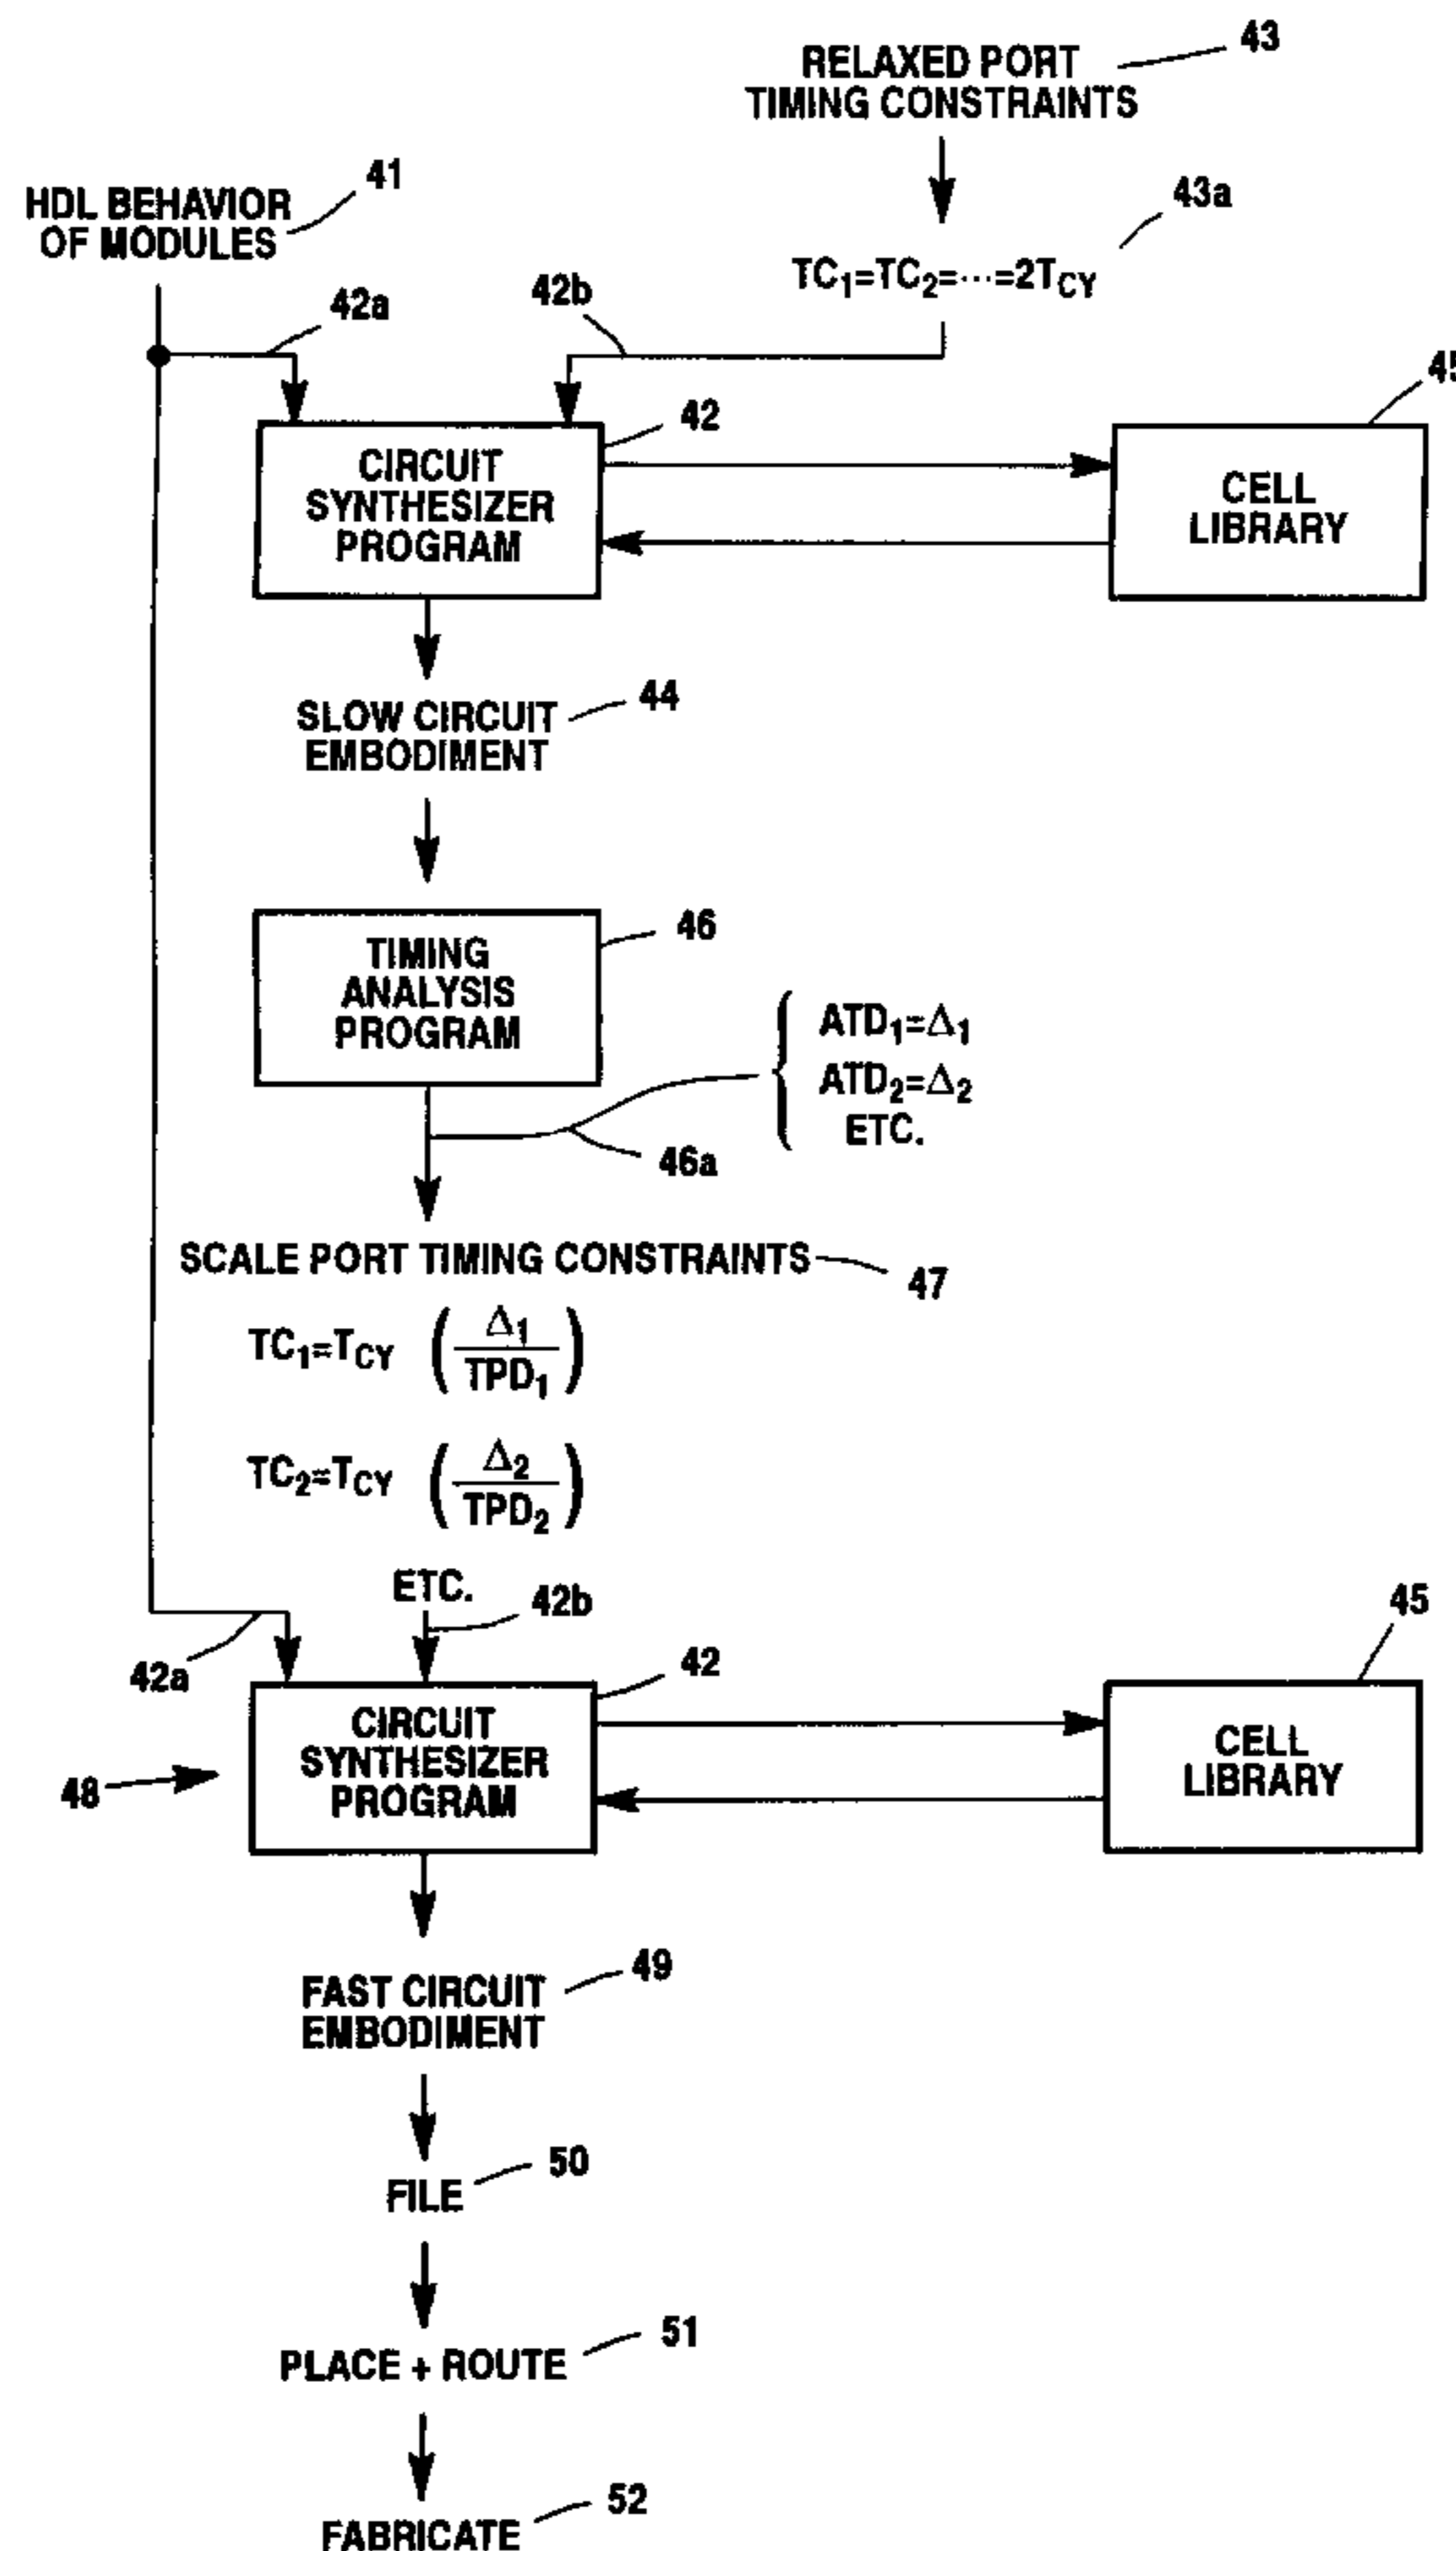 RELAXED PORT
TIMING CONSTRAINTS
43
HDL BEHAVIOR
OF MODULES
41
43a
TC₁=TC₂=···=2T_CY
42a
42b
42
45
CIRCUIT
SYNTHESIZER
PROGRAM
CELL
LIBRARY
SLOW CIRCUIT
EMBODIMENT
44
TIMING
ANALYSIS
PROGRAM
46
ATD₁=Δ₁
ATD₂=Δ₂
ETC.
46a
SCALE PORT TIMING CONSTRAINTS
47
TC₁=T_CY (Δ₁/TPD₁)
TC₂=T_CY (Δ₂/TPD₂)
ETC.
42b
42a
42
45
CIRCUIT
SYNTHESIZER
PROGRAM
48
CELL
LIBRARY
FAST CIRCUIT
EMBODIMENT
49
FILE
50
PLACE + ROUTE
51
FABRICATE
52